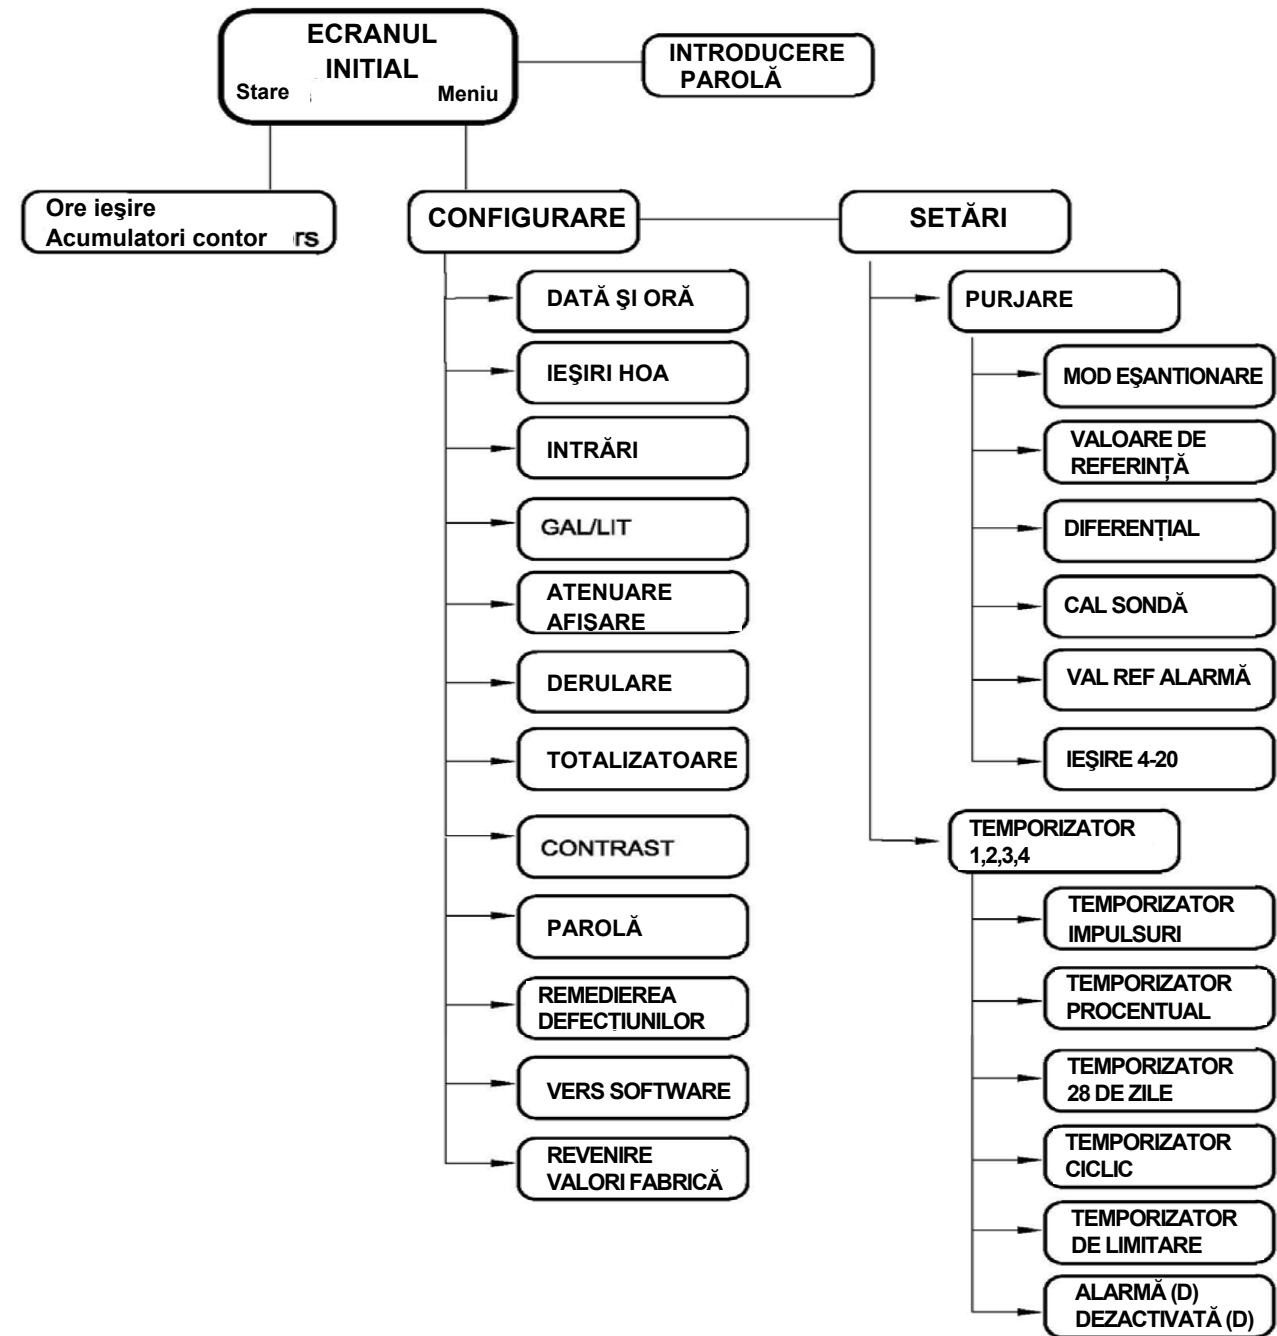 ECRANUL
INITIAL
Stare Meniu
INTRODUCERE
PAROLĂ
Ore ieşire
Acumulatori contor rs
CONFIGURARE
SETĂRI
DATĂ ŞI ORĂ
IEŞIRI HOA
INTRĂRI
GAL/LIT
ATENUARE
AFIŞARE
DERULARE
TOTALIZATOARE
CONTRAST
PAROLĂ
REMEDIEREA
DEFECȚIUNILOR
VERS SOFTWARE
REVENIRE
VALORI FABRICĂ
PURJARE
MOD EŞANTIONARE
VALOARE DE
REFERINȚĂ
DIFERENȚIAL
CAL SONDĂ
VAL REF ALARMĂ
IEŞIRE 4-20
TEMPORIZATOR
1,2,3,4
TEMPORIZATOR
IMPULSURI
TEMPORIZATOR
PROCENTUAL
TEMPORIZATOR
28 DE ZILE
TEMPORIZATOR
CICLIC
TEMPORIZATOR
DE LIMITARE
ALARMĂ (D)
DEZACTIVATĂ (D)